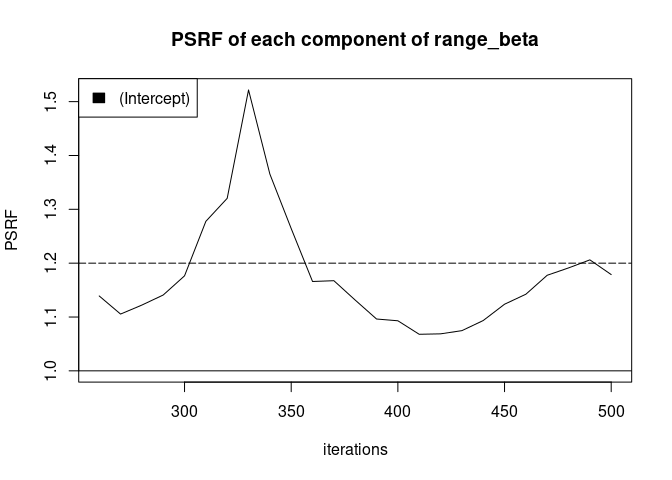 PSRF of each component of range_beta
(Intercept)
PSRF
1.5
1.4
1.3
1.2
1.1
1.0
300 350 400 450 500
iterations